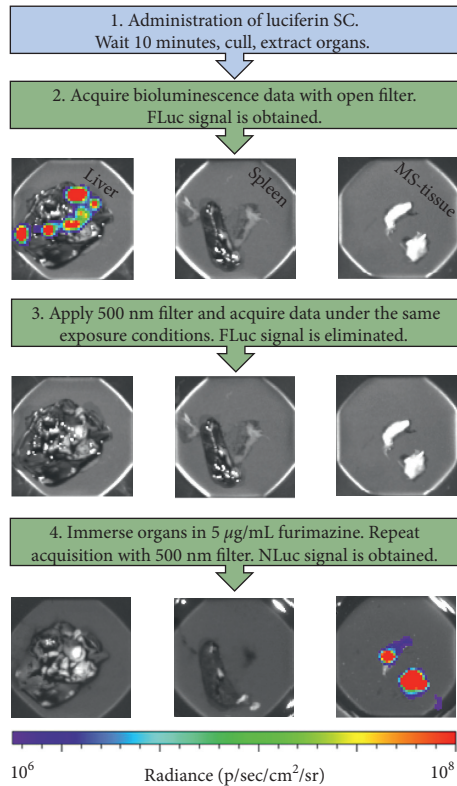 1. Administration of luciferin SC.
Wait 10 minutes, cull, extract organs.
2. Acquire bioluminescence data with open filter.
FLuc signal is obtained.
Liver
Spleen
MS-tissue
3. Apply 500 nm filter and acquire data under the same
exposure conditions. FLuc signal is eliminated.
4. Immerse organs in 5 μg/mL furimazine. Repeat
acquisition with 500 nm filter. NLuc signal is obtained.
10⁶ Radiance (p/sec/cm²/sr) 10⁸